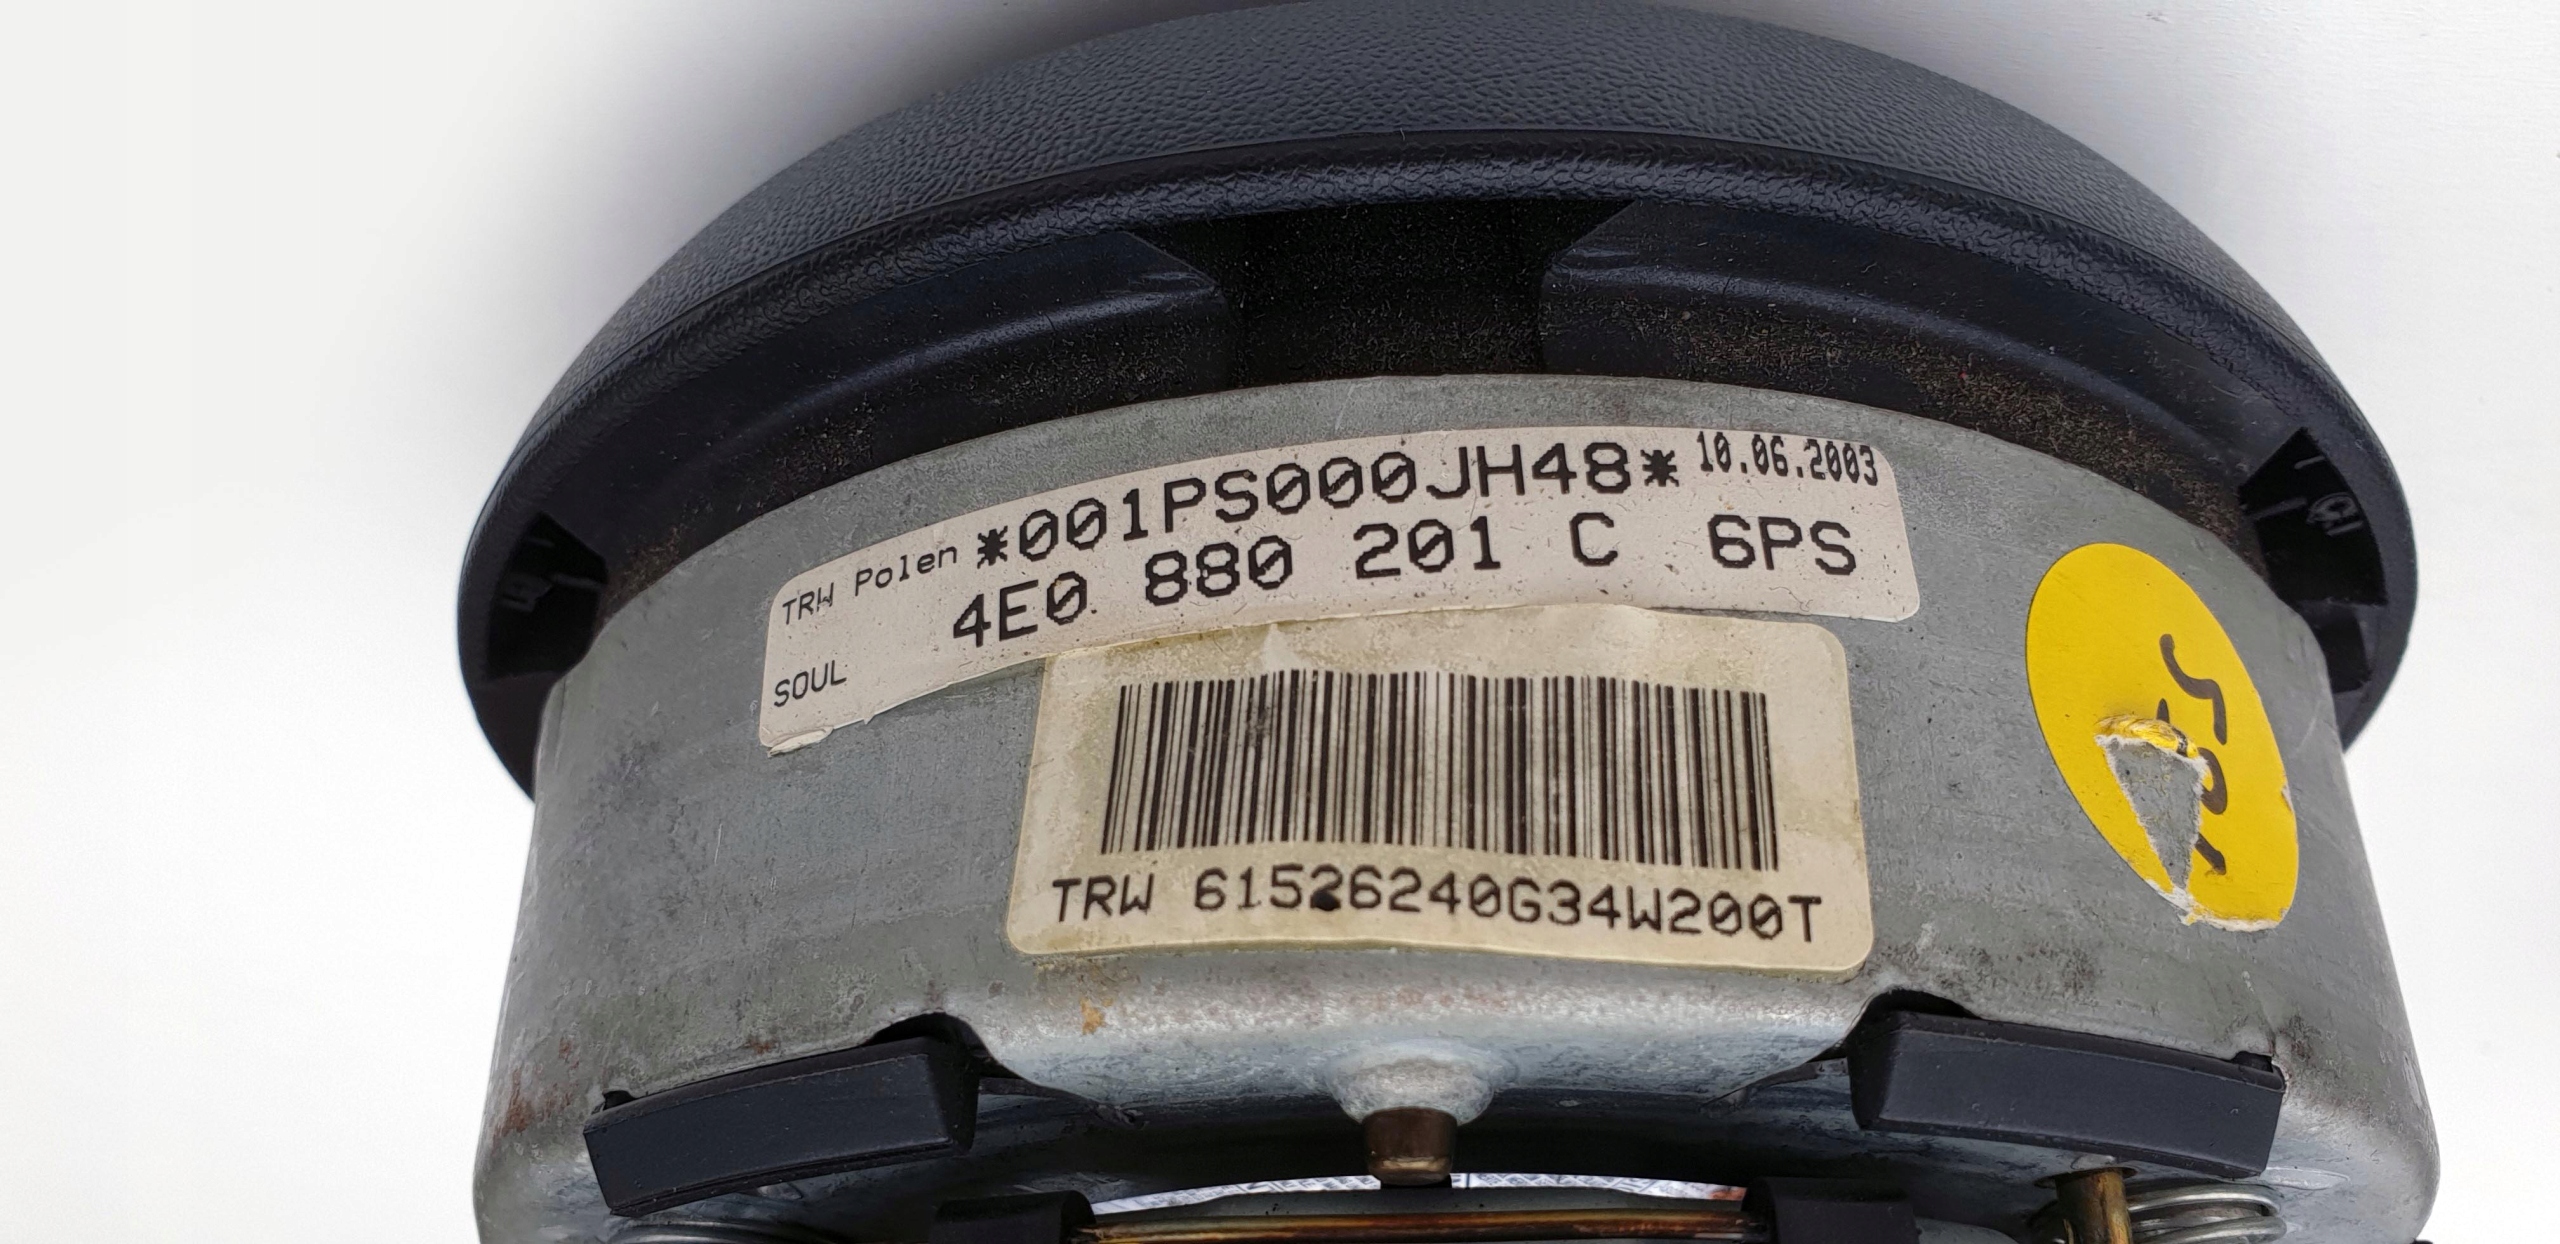 TRW Polen *001PS000JH48* 10.06.2003
SOUL 4E0 880 201 C 6PS
TRW 61526240G34W200T